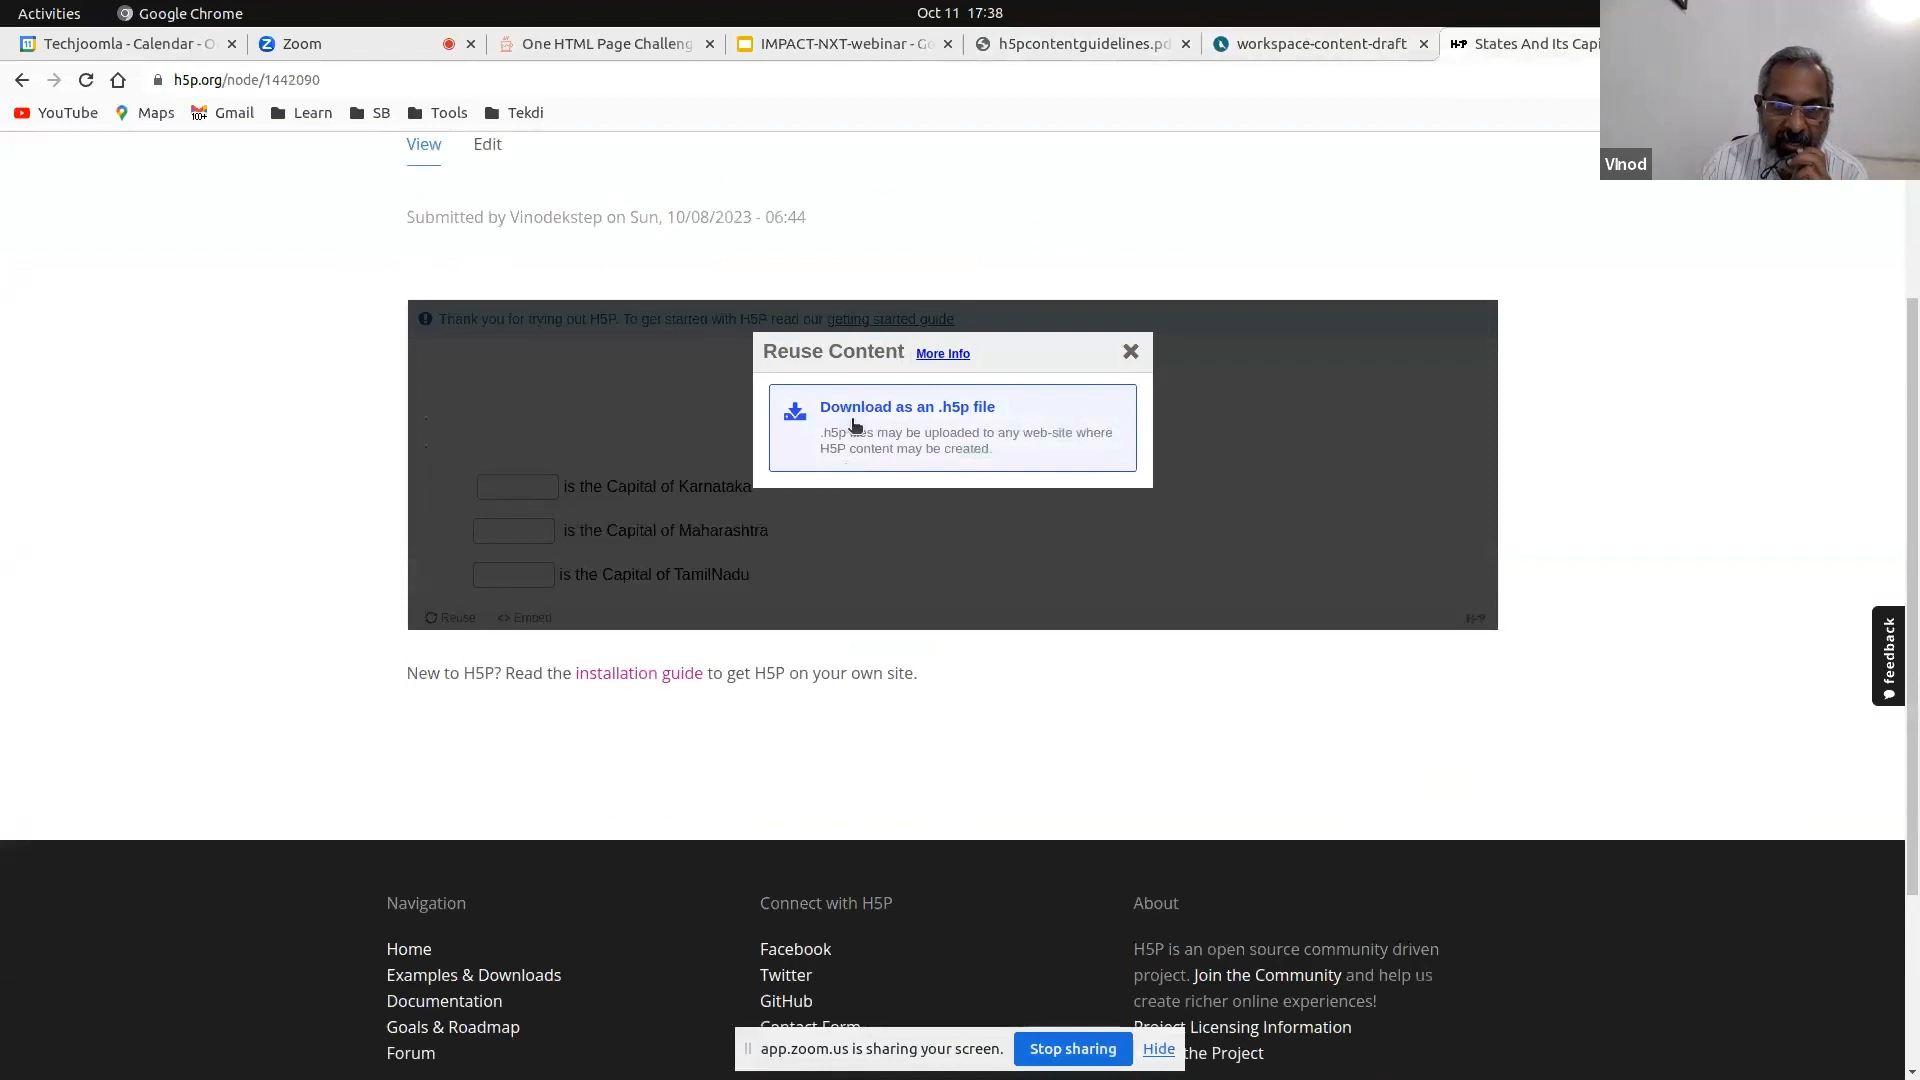 Activities
Google Chrome
Oct 11 17:38
Techjoomla - Calendar - O
Zoom
One HTML Page Challeng
IMPACT-NXT-webinar - Go
h5pcontentguidelines.pd
workspace-content-draft
H-P States And Its Capi
h5p.org/node/1442090
YouTube
Maps
Gmail
Learn
SB
Tools
Tekdi
VInod
View
Edit
Submitted by Vinodekstep on Sun, 10/08/2023 - 06:44
Thank you for trying out H5P. To get started with H5P read our getting started guide
Reuse Content
More Info
Download as an .h5p file
.h5p files may be uploaded to any web-site where
H5P content may be created.
is the Capital of Karnataka
is the Capital of Maharashtra
is the Capital of TamilNadu
Reuse
<> Embed
H-P
New to H5P? Read the installation guide to get H5P on your own site.
feedback
Navigation
Home
Examples & Downloads
Documentation
Goals & Roadmap
Forum
Connect with H5P
Facebook
Twitter
GitHub
Contact Form
About
H5P is an open source community driven
project. Join the Community and help us
create richer online experiences!
Project Licensing Information
the Project
app.zoom.us is sharing your screen.
Stop sharing
Hide